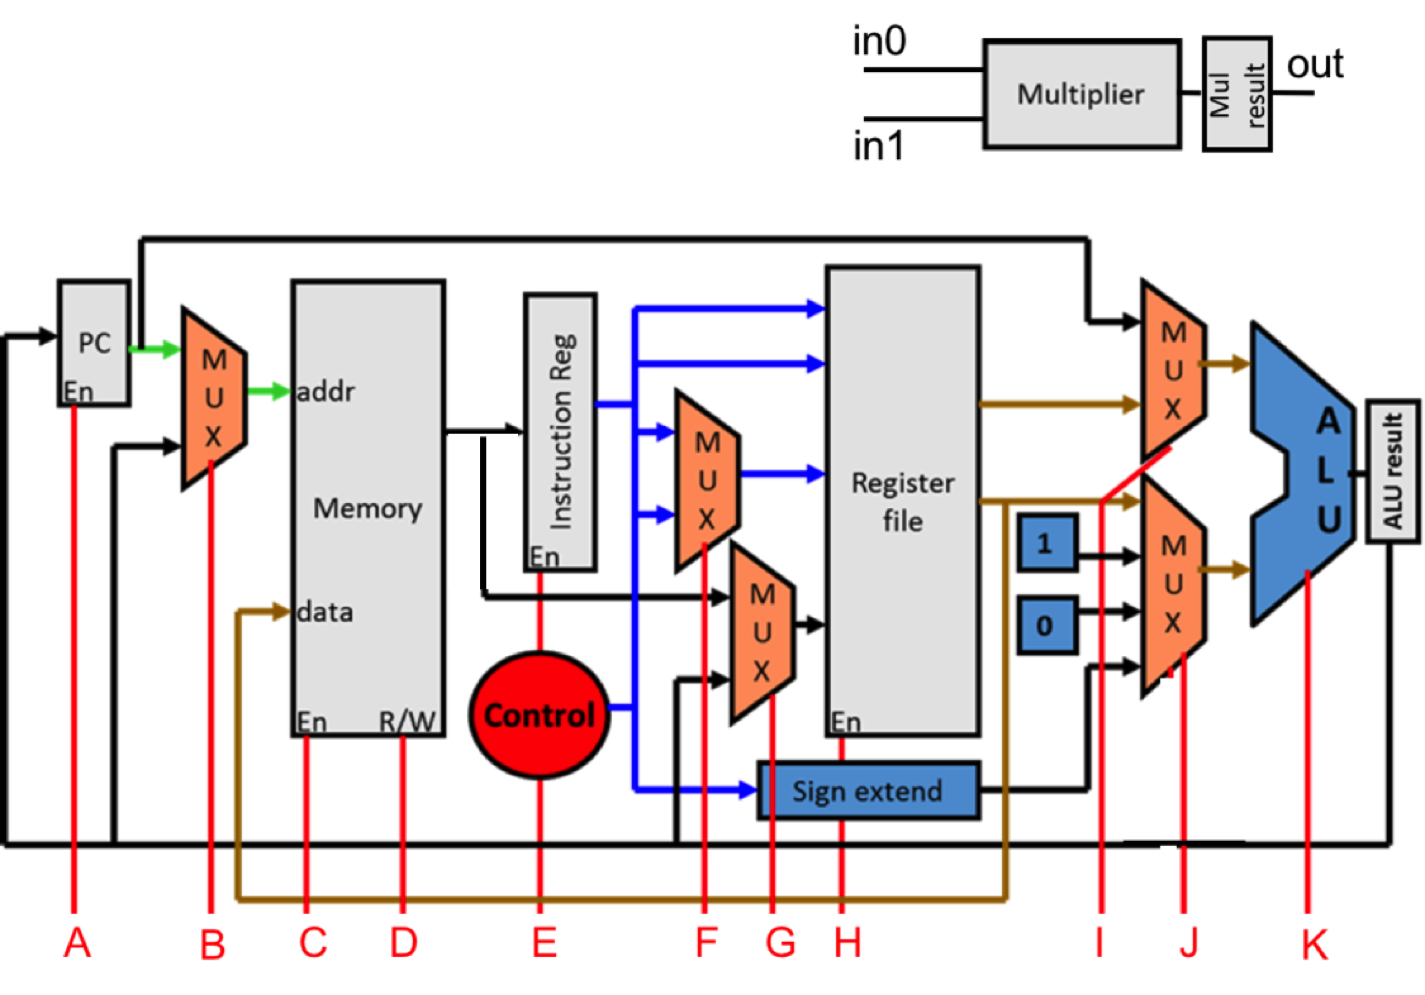 in0
Multiplier
Mul
result
out
in1
PC
En
M
U
X
addr
Memory
data
En
R/W
Instruction Reg
En
Control
M
U
X
M
U
X
Register
file
En
Sign extend
M
U
X
1
0
M
U
X
A
L
U
ALU result
A
B
C
D
E
F
G
H
I
J
K